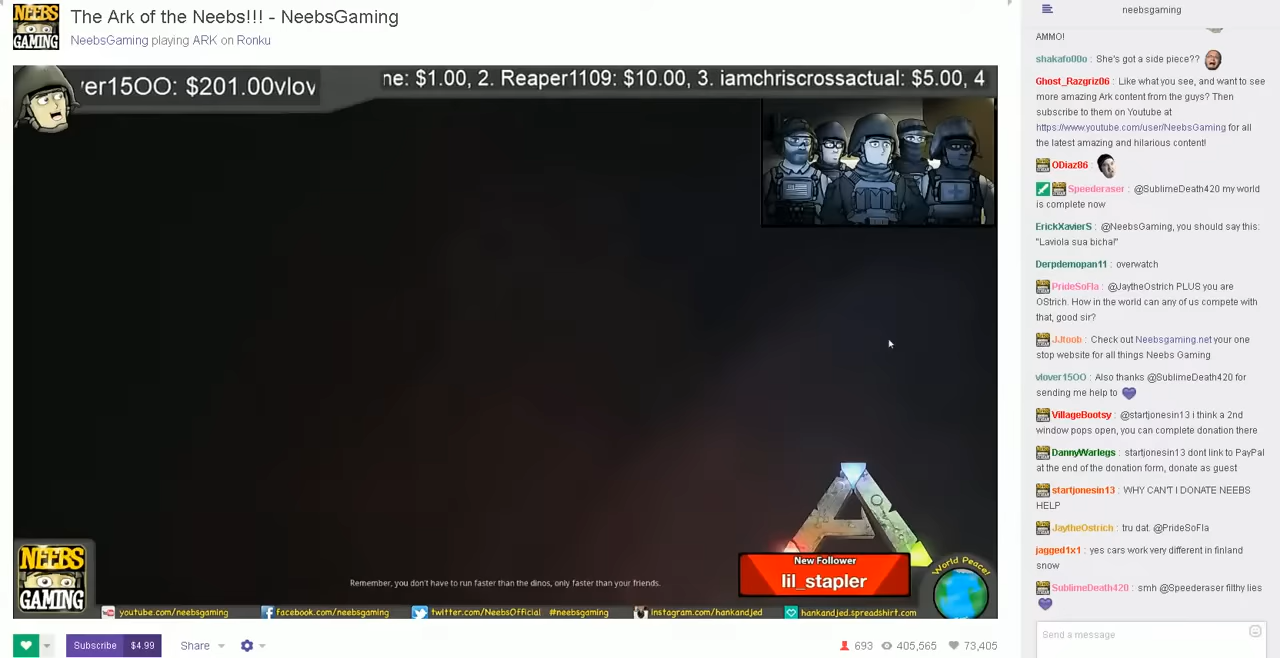 The Ark of the Neebs!!! - NeebsGaming
NEEBS
GAMING
NeebsGaming playing ARK on Ronku
ver15OO: $201.00vlov
ne: $1.00, 2. Reaper1109: $10.00, 3. iamchriscrossactual: $5.00, 4
NEEBS
GAMING
New Follower
lil_stapler
World Peace!
Remember, you don't have to run faster than the dinos, only faster than your friends.
youtube.com/neebsgaming
facebook.com/neebsgaming
twitter.com/NeebsOfficial #neebsgaming
instagram.com/hankandjed
hankandjed.spreadshirt.com
Subscribe $4.99
Share
693 405,565 73,405
neebsgaming
AMMO!
shakafo00o : She's got a side piece??
Ghost_Razgriz06 : Like what you see, and want to see
more amazing Ark content from the guys? Then
subscribe to them on Youtube at
https://www.youtube.com/user/NeebsGaming for all
the latest amazing and hilarious content!
ODiaz86 :
Speederaser : @SublimeDeath420 my world
is complete now
ErickXavierS : @NeebsGaming, you should say this:
"Laviola sua bicha!"
Derpdemopan11 : overwatch
PrideSoFla : @JaytheOstrich PLUS you are
OStrich. How in the world can any of us compete with
that, good sir?
JJtoob : Check out Neebsgaming.net your one
stop website for all things Neebs Gaming
vlover15OO : Also thanks @SublimeDeath420 for
sending me help to
VillageBootsy : @startjonesin13 i think a 2nd
window pops open, you can complete donation there
DannyWarlegs : startjonesin13 dont link to PayPal
at the end of the donation form, donate as guest
startjonesin13 : WHY CAN'T I DONATE NEEBS
HELP
JaytheOstrich : tru dat @PrideSoFla
jagged1x1 : yes cars work very different in finland
snow
SublimeDeath420 : smh @Speederaser filthy lies
Send a message